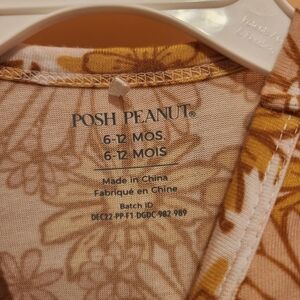 POSH PEANUT®
6-12 MOS.
6-12 MOIS
Made in China
Fabriqué en Chine
Batch ID
DEC22-PP-F1-DGDC-982-989